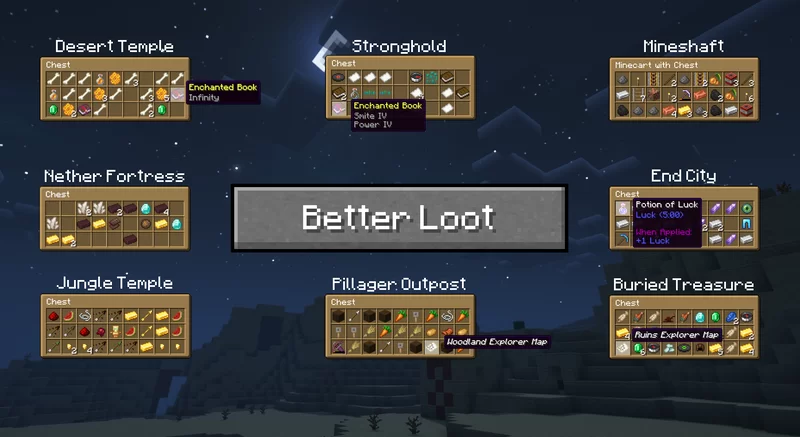 Desert Temple
Chest
Enchanted Book
Infinity
Stronghold
Chest
Enchanted Book
Smite IV
Power IV
Mineshaft
Minecart with Chest
Nether Fortress
Chest
Better Loot
End City
Chest
Potion of Luck
Luck (5:00)
When Applied:
+1 Luck
Jungle Temple
Chest
Pillager Outpost
Chest
Woodland Explorer Map
Buried Treasure
Chest
Ruins Explorer Map